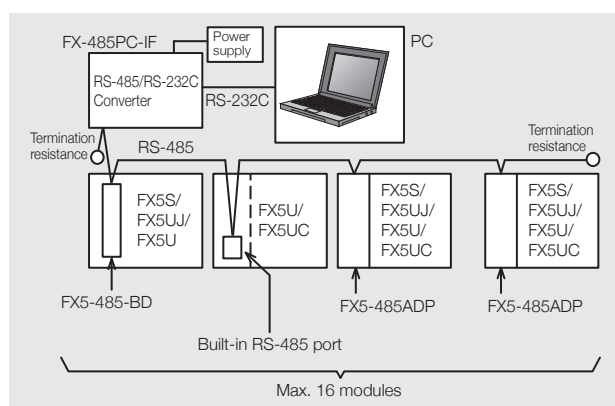 FX-485PC-IF
Power
supply
PC
RS-485/RS-232C
Converter
RS-232C
Termination
resistance
RS-485
Termination
resistance
FX5S/
FX5UJ/
FX5U
FX5U/
FX5UC
FX5S/
FX5UJ/
FX5U/
FX5UC
FX5S/
FX5UJ/
FX5U/
FX5UC
FX5-485-BD
FX5-485ADP
FX5-485ADP
Built-in RS-485 port
Max. 16 modules